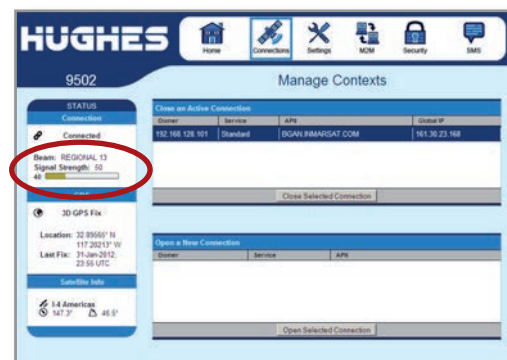 HUGHES
Home
Connections
Settings
M2M
Security
SMS
9502
Manage Contexts
STATUS
Connection
Connected
Beam: REGIONAL 13
Signal Strength: 50
40
GPS
3D GPS Fix
Location: 32.89565° N
117.20213° W
Last Fix: 31-Jan-2012,
23:55 UTC
Satellite Info
I-4 Americas
147.3° 46.5°
Close an Active Connection
Owner Service APN Global IP
192.168.128.101 Standard BGAN.INMARSAT.COM 161.30.23.168
Close Selected Connection
Open a New Connection
Owner Service APN
Open Selected Connection